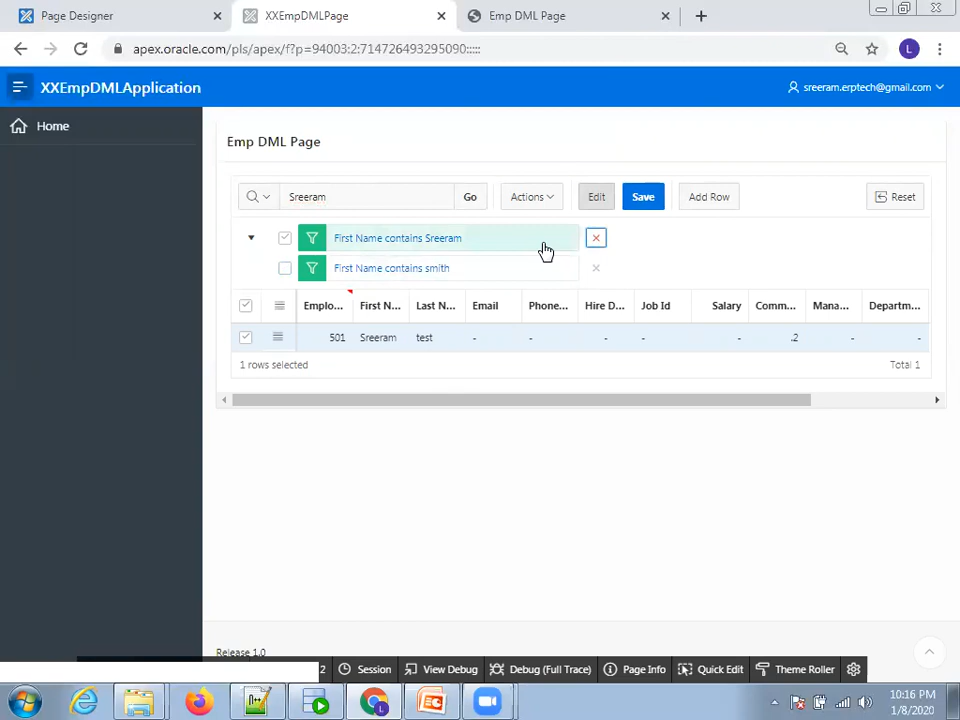 Page Designer
XXEmpDMLPage
Emp DML Page
apex.oracle.com/pls/apex/f?p=94003:2:714726493295090:::::
L
XXEmpDMLApplication
sreeram.erptech@gmail.com
Home
Emp DML Page
Sreeram
Go
Actions
Edit
Save
Add Row
Reset
First Name contains Sreeram
First Name contains smith
Emplo... First N... Last N... Email Phone... Hire D... Job Id Salary Comm... Mana... Departm...
501 Sreeram test - - - - - .2 - -
1 rows selected
Total 1
Release 1.0
2 Session View Debug Debug (Full Trace) Page Info Quick Edit Theme Roller
10:16 PM
1/8/2020